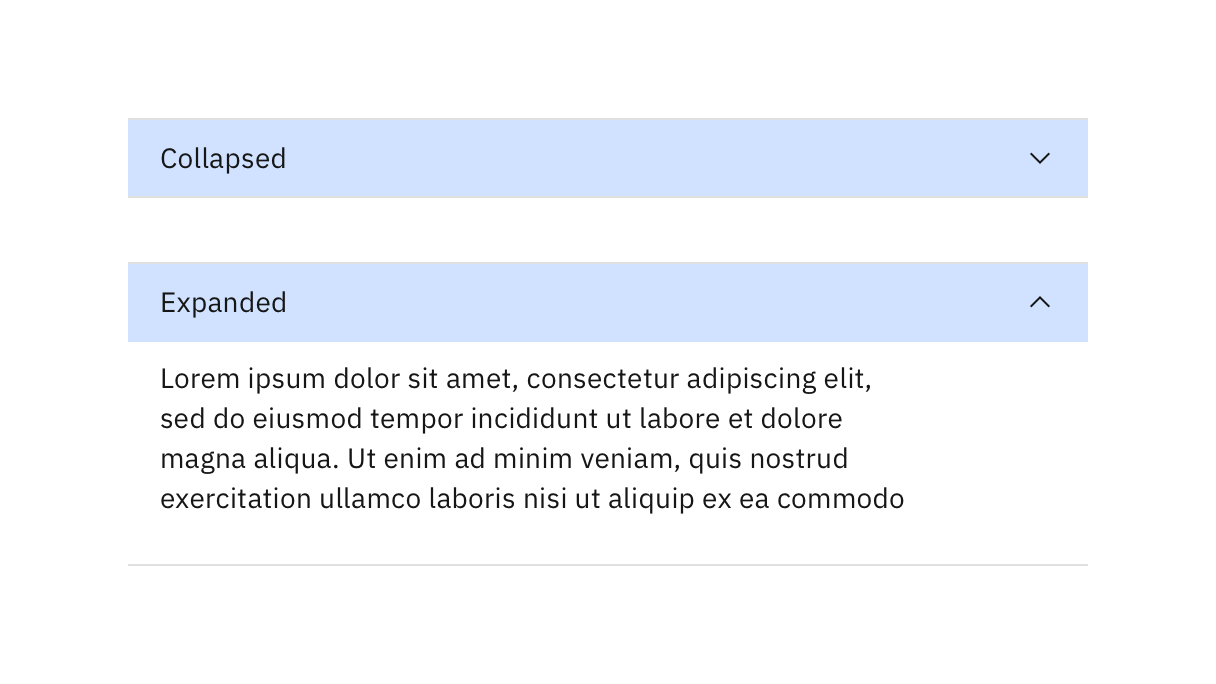 Collapsed
Expanded
Lorem ipsum dolor sit amet, consectetur adipiscing elit,
sed do eiusmod tempor incididunt ut labore et dolore
magna aliqua. Ut enim ad minim veniam, quis nostrud
exercitation ullamco laboris nisi ut aliquip ex ea commodo